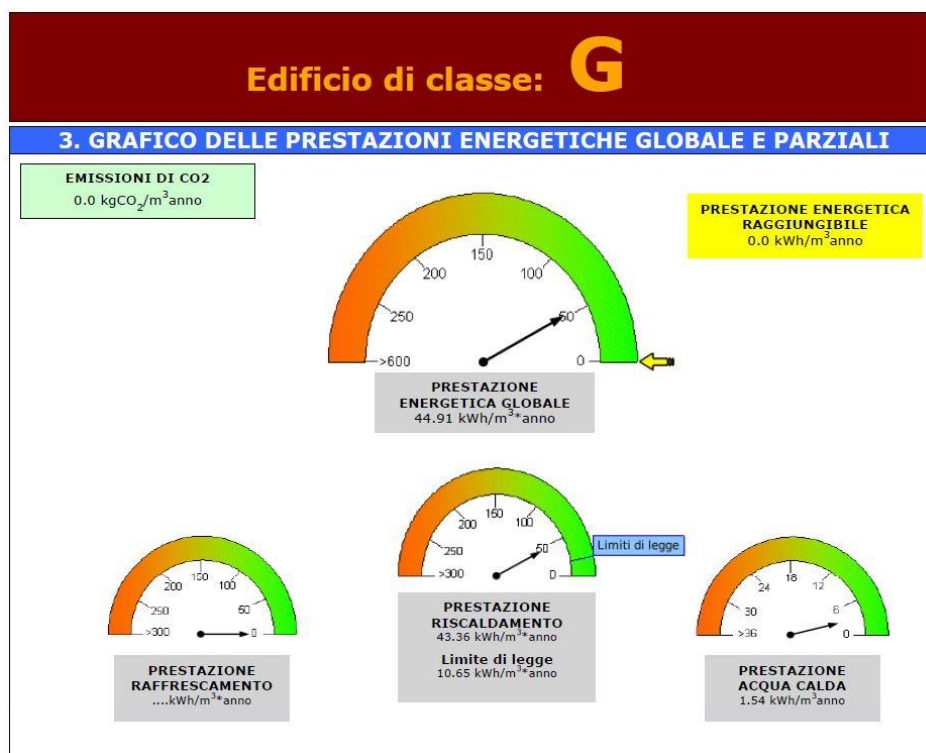 Edificio di classe: G
3. GRAFICO DELLE PRESTAZIONI ENERGETICHE GLOBALE E PARZIALI
EMISSIONI DI CO2
0.0 kgCO₂/m³anno
PRESTAZIONE ENERGETICA
RAGGIUNGIBILE
0.0 kWh/m³anno
150
200
100
250
50
>600
0
PRESTAZIONE
ENERGETICA GLOBALE
44.91 kWh/m³*anno
150
200
100
250
50
>300
0
Limiti di legge
PRESTAZIONE
RISCALDAMENTO
43.36 kWh/m³*anno
Limite di legge
10.65 kWh/m³*anno
150
200
100
250
50
>300
0
PRESTAZIONE
RAFFRESCAMENTO
....kWh/m³*anno
18
24
12
30
6
>36
0
PRESTAZIONE
ACQUA CALDA
1.54 kWh/m³anno